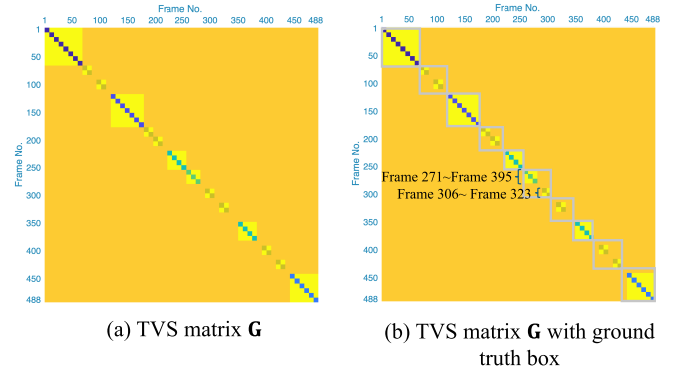 Frame No.
1 50 100 150 200 250 300 350 400 450 488
Frame No.
1
50
100
150
200
250
300
350
400
450
488
(a) TVS matrix G
Frame No.
1 50 100 150 200 250 300 350 400 450 488
Frame No.
1
50
100
150
200
250
300
350
400
450
488
Frame 271~Frame 395
Frame 306~ Frame 323
(b) TVS matrix G with ground
truth box